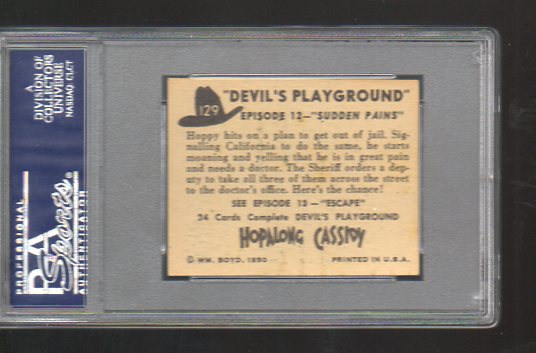 A
DIVISION OF
COLLECTORS
UNIVERSE
NASDAQ: CLCT
PROFESSIONAL
PSA
Sports
AUTHENTICATOR
129
"DEVIL'S PLAYGROUND"
EPISODE 12—"SUDDEN PAINS"
Hoppy hits on a plan to get out of jail. Sig-
nalling California to do the same, he starts
mooning and yelling that he is in great pain
and needs a doctor. The Sheriff orders a dep-
uty to take all three of them across the street
to the doctor's office. Here's the chance!
SEE EPISODE 13—"ESCAPE"
24 Cards Complete DEVIL'S PLAYGROUND
HOPALONG CASSIDY
© WM. BOYD, 1950 PRINTED IN U.S.A.